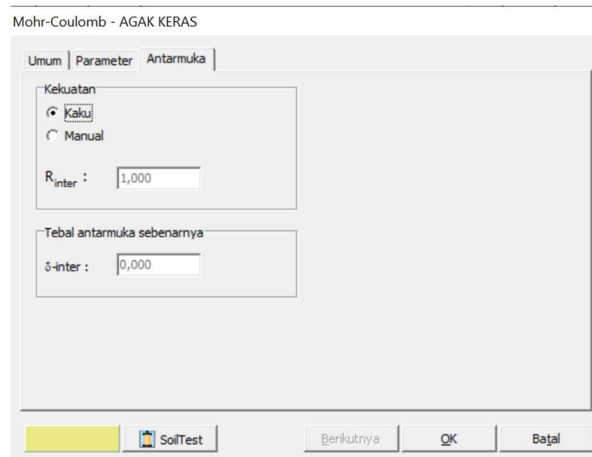 Mohr-Coulomb - AGAK KERAS
Umum Parameter Antarmuka
Kekuatan
Kaku
Manual
Rinter : 1,000
Tebal antarmuka sebenarnya
δ-inter : 0,000
SoilTest Berikutnya OK Batal